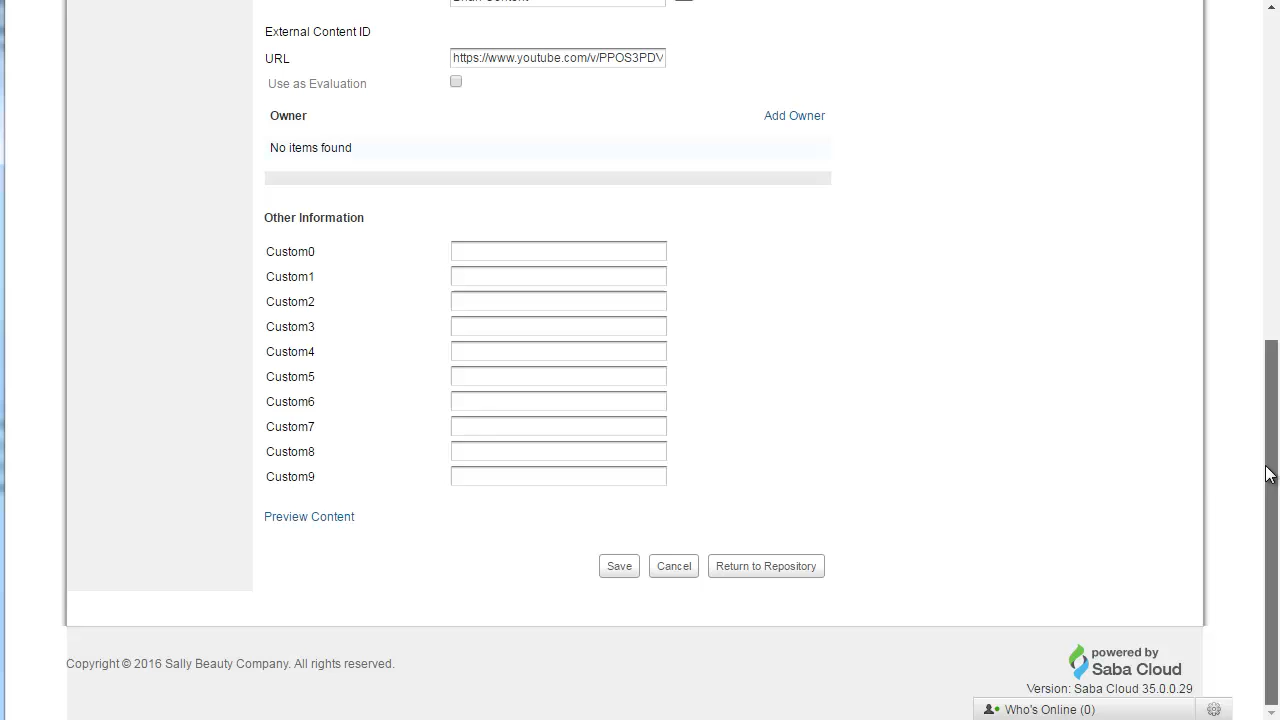 External Content ID
URL https://www.youtube.com/v/PPOS3PDV
Use as Evaluation
Owner Add Owner
No items found
Other Information
Custom0
Custom1
Custom2
Custom3
Custom4
Custom5
Custom6
Custom7
Custom8
Custom9
Preview Content
Save Cancel Return to Repository
Copyright © 2016 Sally Beauty Company. All rights reserved.
powered by
Saba Cloud
Version: Saba Cloud 35.0.0.29
Who's Online (0)